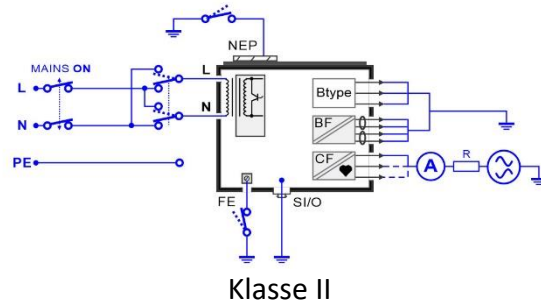 NEP
MAINS ON
L
L
N
N
PE
Btype
BF
CF
A
R
FE
SI/O
Klasse II